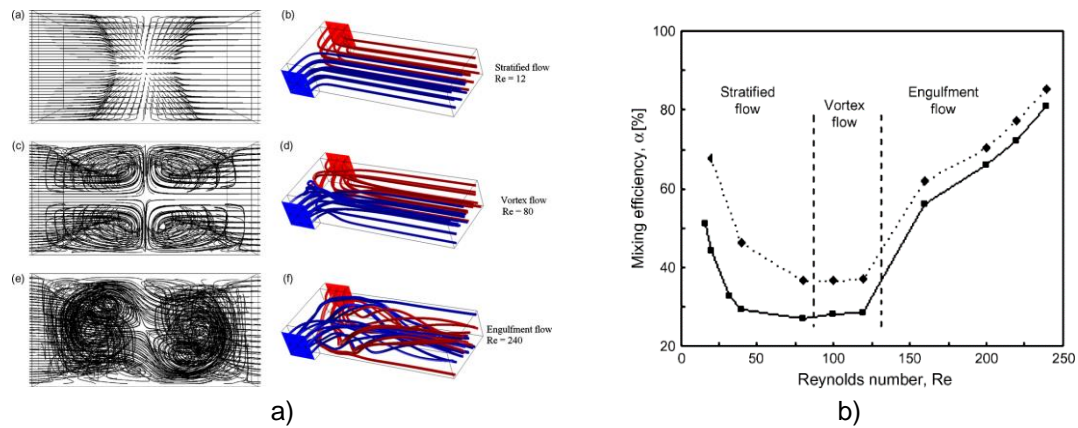 (a)
(b)
Stratified flow
Re = 12
(c)
(d)
Vortex flow
Re = 80
(e)
(f)
Engulfment flow
Re = 240
a)
Mixing efficiency, α [%]
100
80
60
40
20
Stratified
flow
Vortex
flow
Engulfment
flow
0 50 100 150 200 250
Reynolds number, Re
b)